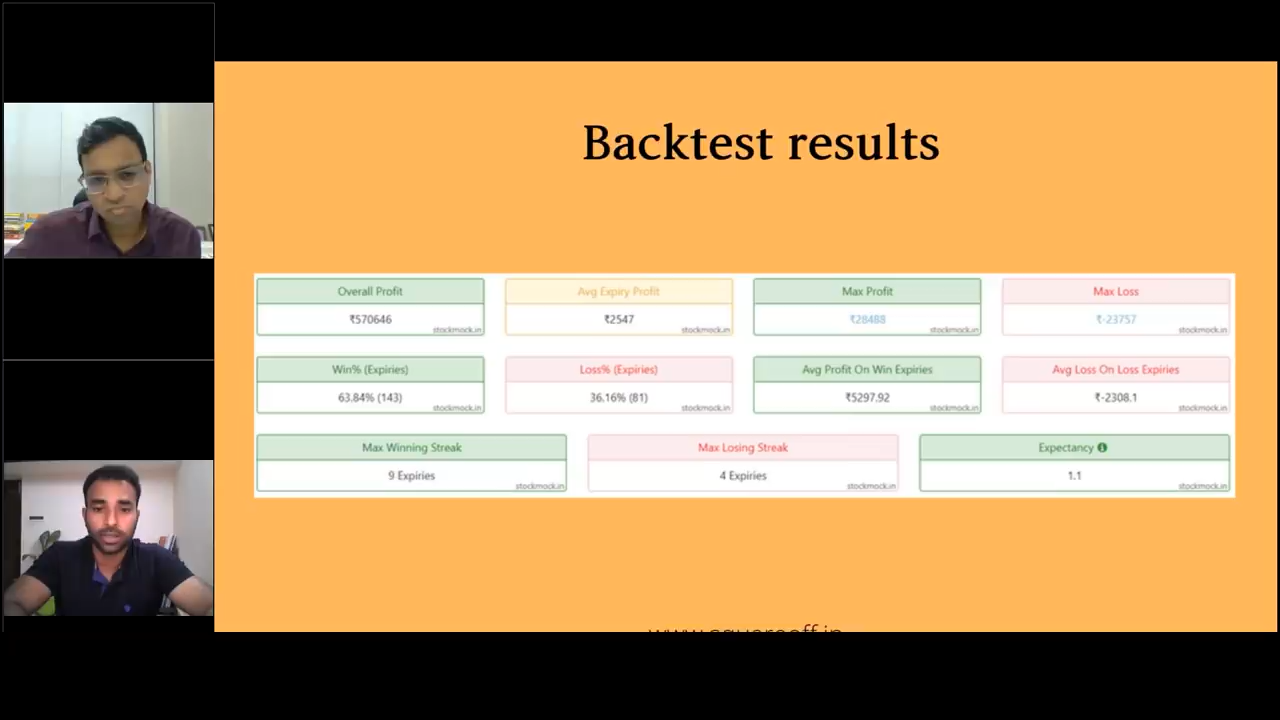 Backtest results
Overall Profit
₹570646
stockmock.in
Avg Expiry Profit
₹2547
stockmock.in
Max Profit
₹28488
stockmock.in
Max Loss
₹-23757
stockmock.in
Win% (Expiries)
63.84% (143)
stockmock.in
Loss% (Expiries)
36.16% (81)
stockmock.in
Avg Profit On Win Expiries
₹5297.92
stockmock.in
Avg Loss On Loss Expiries
₹-2308.1
stockmock.in
Max Winning Streak
9 Expiries
stockmock.in
Max Losing Streak
4 Expiries
stockmock.in
Expectancy
1.1
stockmock.in